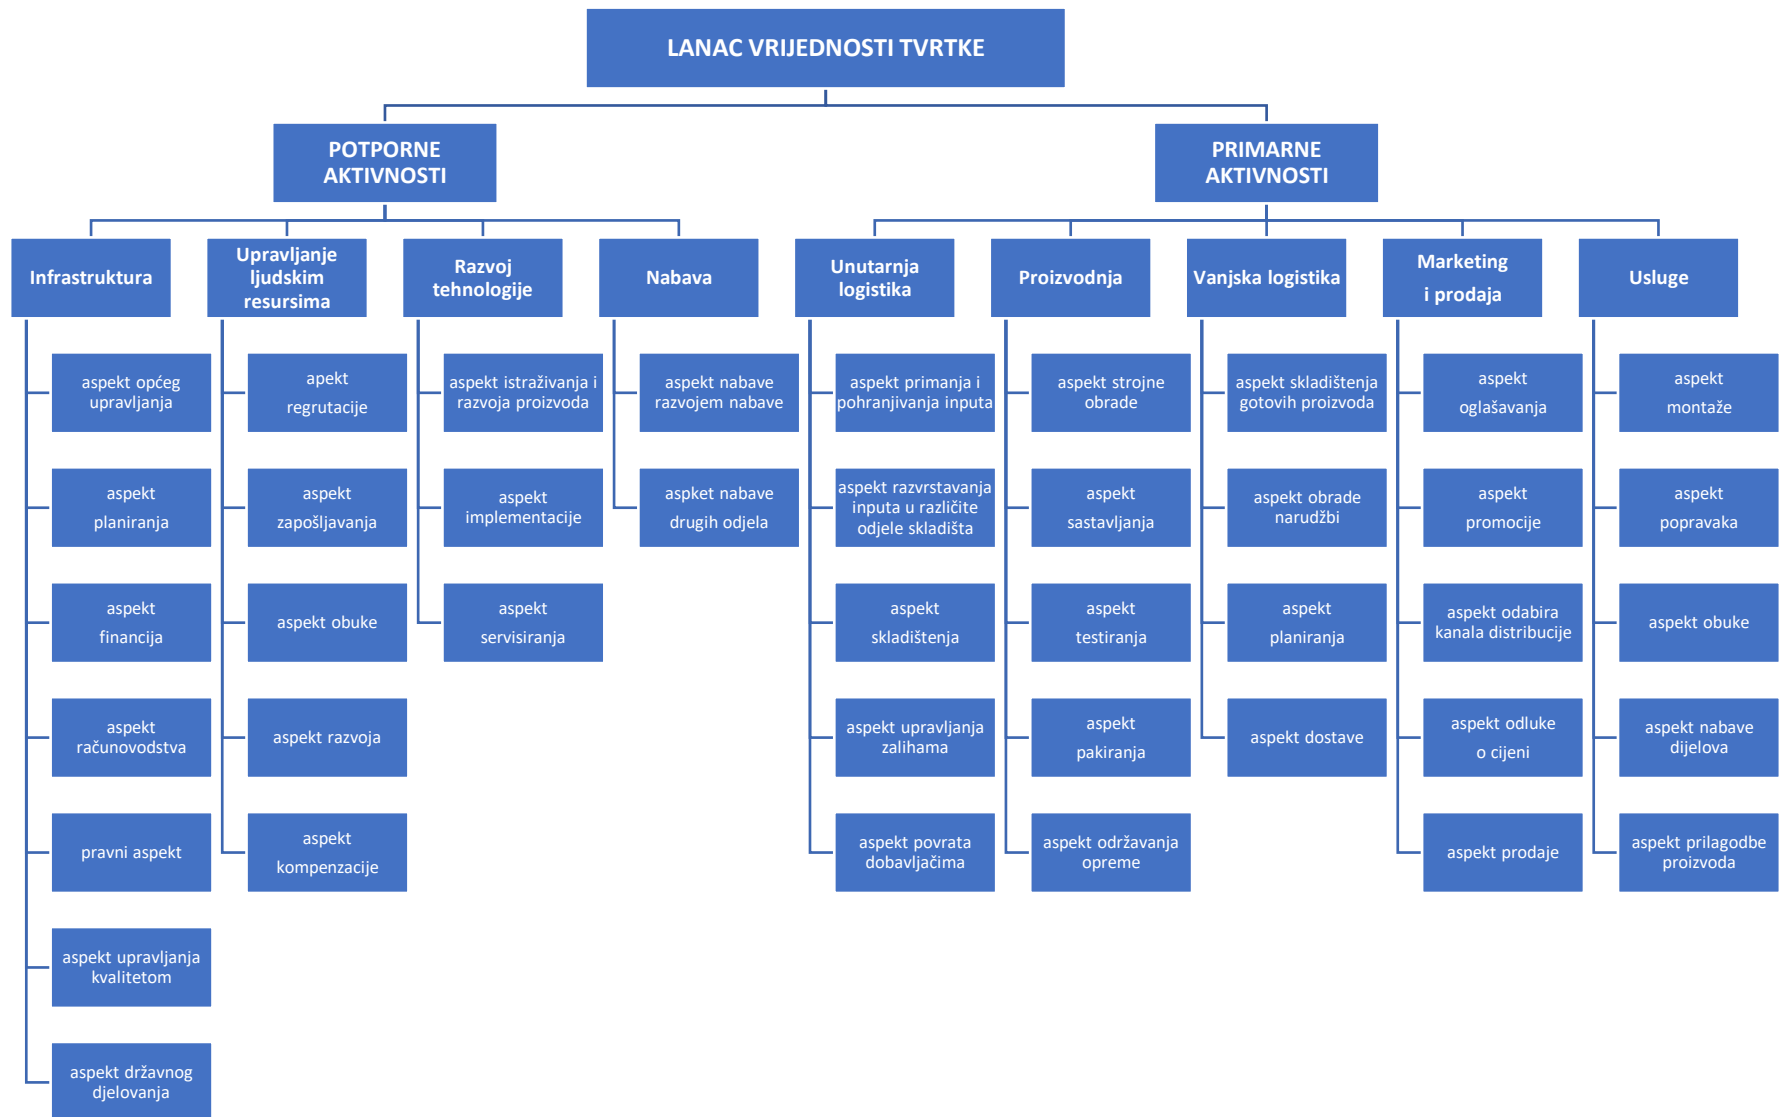 LANAC VRIJEDNOSTI TVRTKE
POTPORNE
AKTIVNOSTI
PRIMARNE
AKTIVNOSTI
Infrastruktura
Upravljanje
ljudskim
resursima
Razvoj
tehnologije
Nabava
Unutarnja
logistika
Proizvodnja
Vanjska logistika
Marketing
i prodaja
Usluge
aspekt općeg
upravljanja
aspekt
planiranja
aspekt
financija
aspekt
računovodstva
pravni aspekt
aspekt upravljanja
kvalitetom
aspekt državnog
djelovanja
apekt
regrutacije
aspekt
zapošljavanja
aspekt obuke
aspekt razvoja
aspekt
kompenzacije
aspekt istraživanja i
razvoja proizvoda
aspekt
implementacije
aspekt
servisiranja
aspekt nabave
razvojem nabave
aspket nabave
drugih odjela
aspekt primanja i
pohranjivanja inputa
aspekt razvrstavanja
inputa u različite
odjele skladišta
aspekt
skladištenja
aspekt upravljanja
zalihama
aspekt povrata
dobavljačima
aspekt strojne
obrade
aspekt
sastavljanja
aspekt
testiranja
aspekt
pakiranja
aspekt održavanja
opreme
aspekt skladištenja
gotovih proizvoda
aspekt obrade
narudžbi
aspekt
planiranja
aspekt dostave
aspekt
oglašavanja
aspekt
promocije
aspekt odabira
kanala distribucije
aspekt odluke
o cijeni
aspekt prodaje
aspekt
montaže
aspekt
popravaka
aspekt obuke
aspekt nabave
dijelova
aspekt prilagodbe
proizvoda